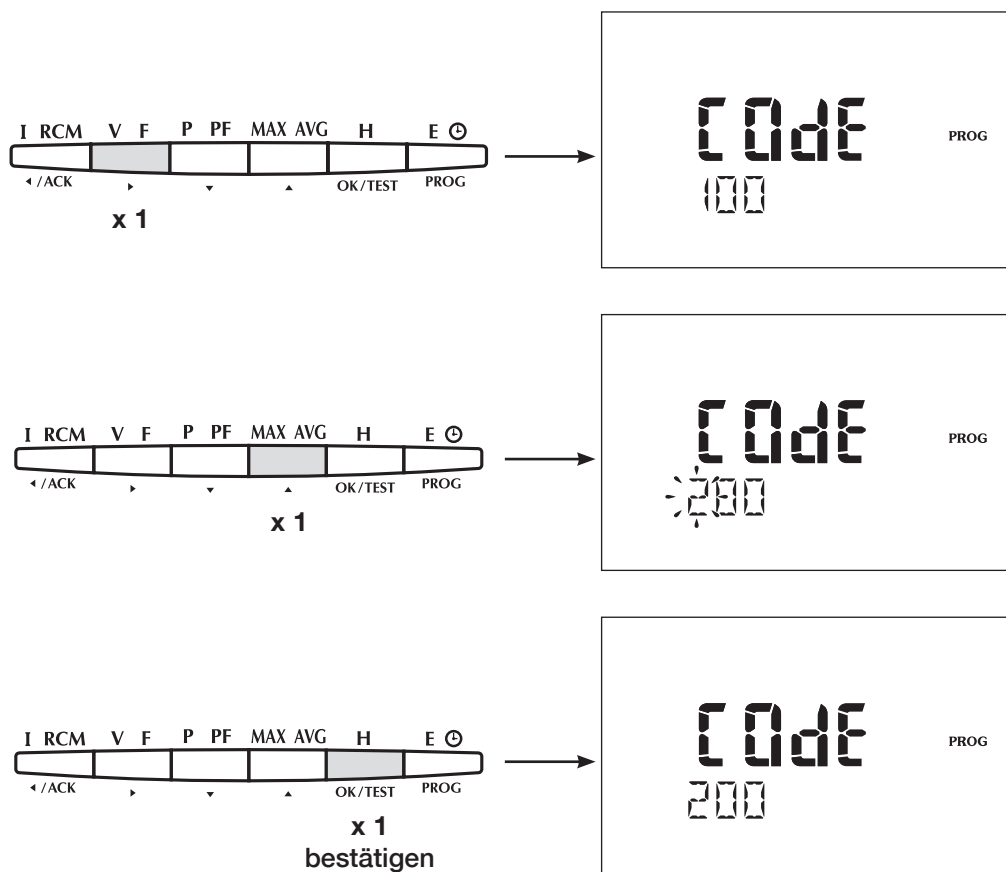 I RCM V F P PF MAX AVG H E
/ACK OK/TEST PROG
x 1
CODE PROG
100
I RCM V F P PF MAX AVG H E
/ACK OK/TEST PROG
x 1
CODE PROG
200
I RCM V F P PF MAX AVG H E
/ACK OK/TEST PROG
x 1
bestätigen
CODE PROG
200